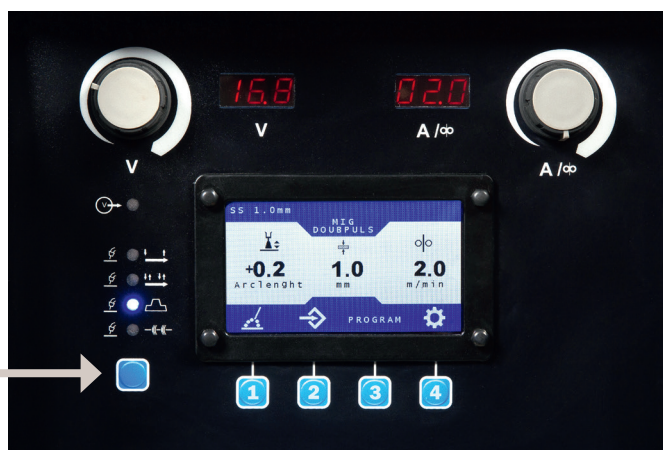 16.8
02.0
V
A /
V
A /
V
SS 1.0mm
MIG
DOUBPULS
+0.2
1.0
2.0
Arclenght
mm
m/min
PROGRAM
1
2
3
4